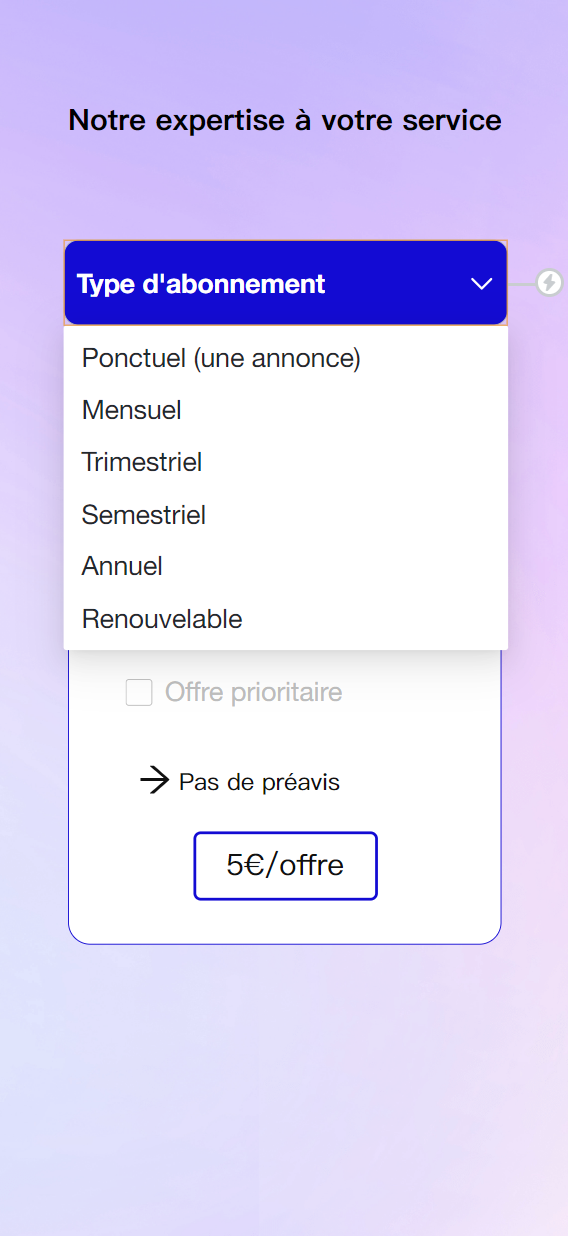 Notre expertise à votre service
Type d'abonnement
Ponctuel (une annonce)
Mensuel
Trimestriel
Semestriel
Annuel
Renouvelable
Offre prioritaire
Pas de préavis
5€/offre